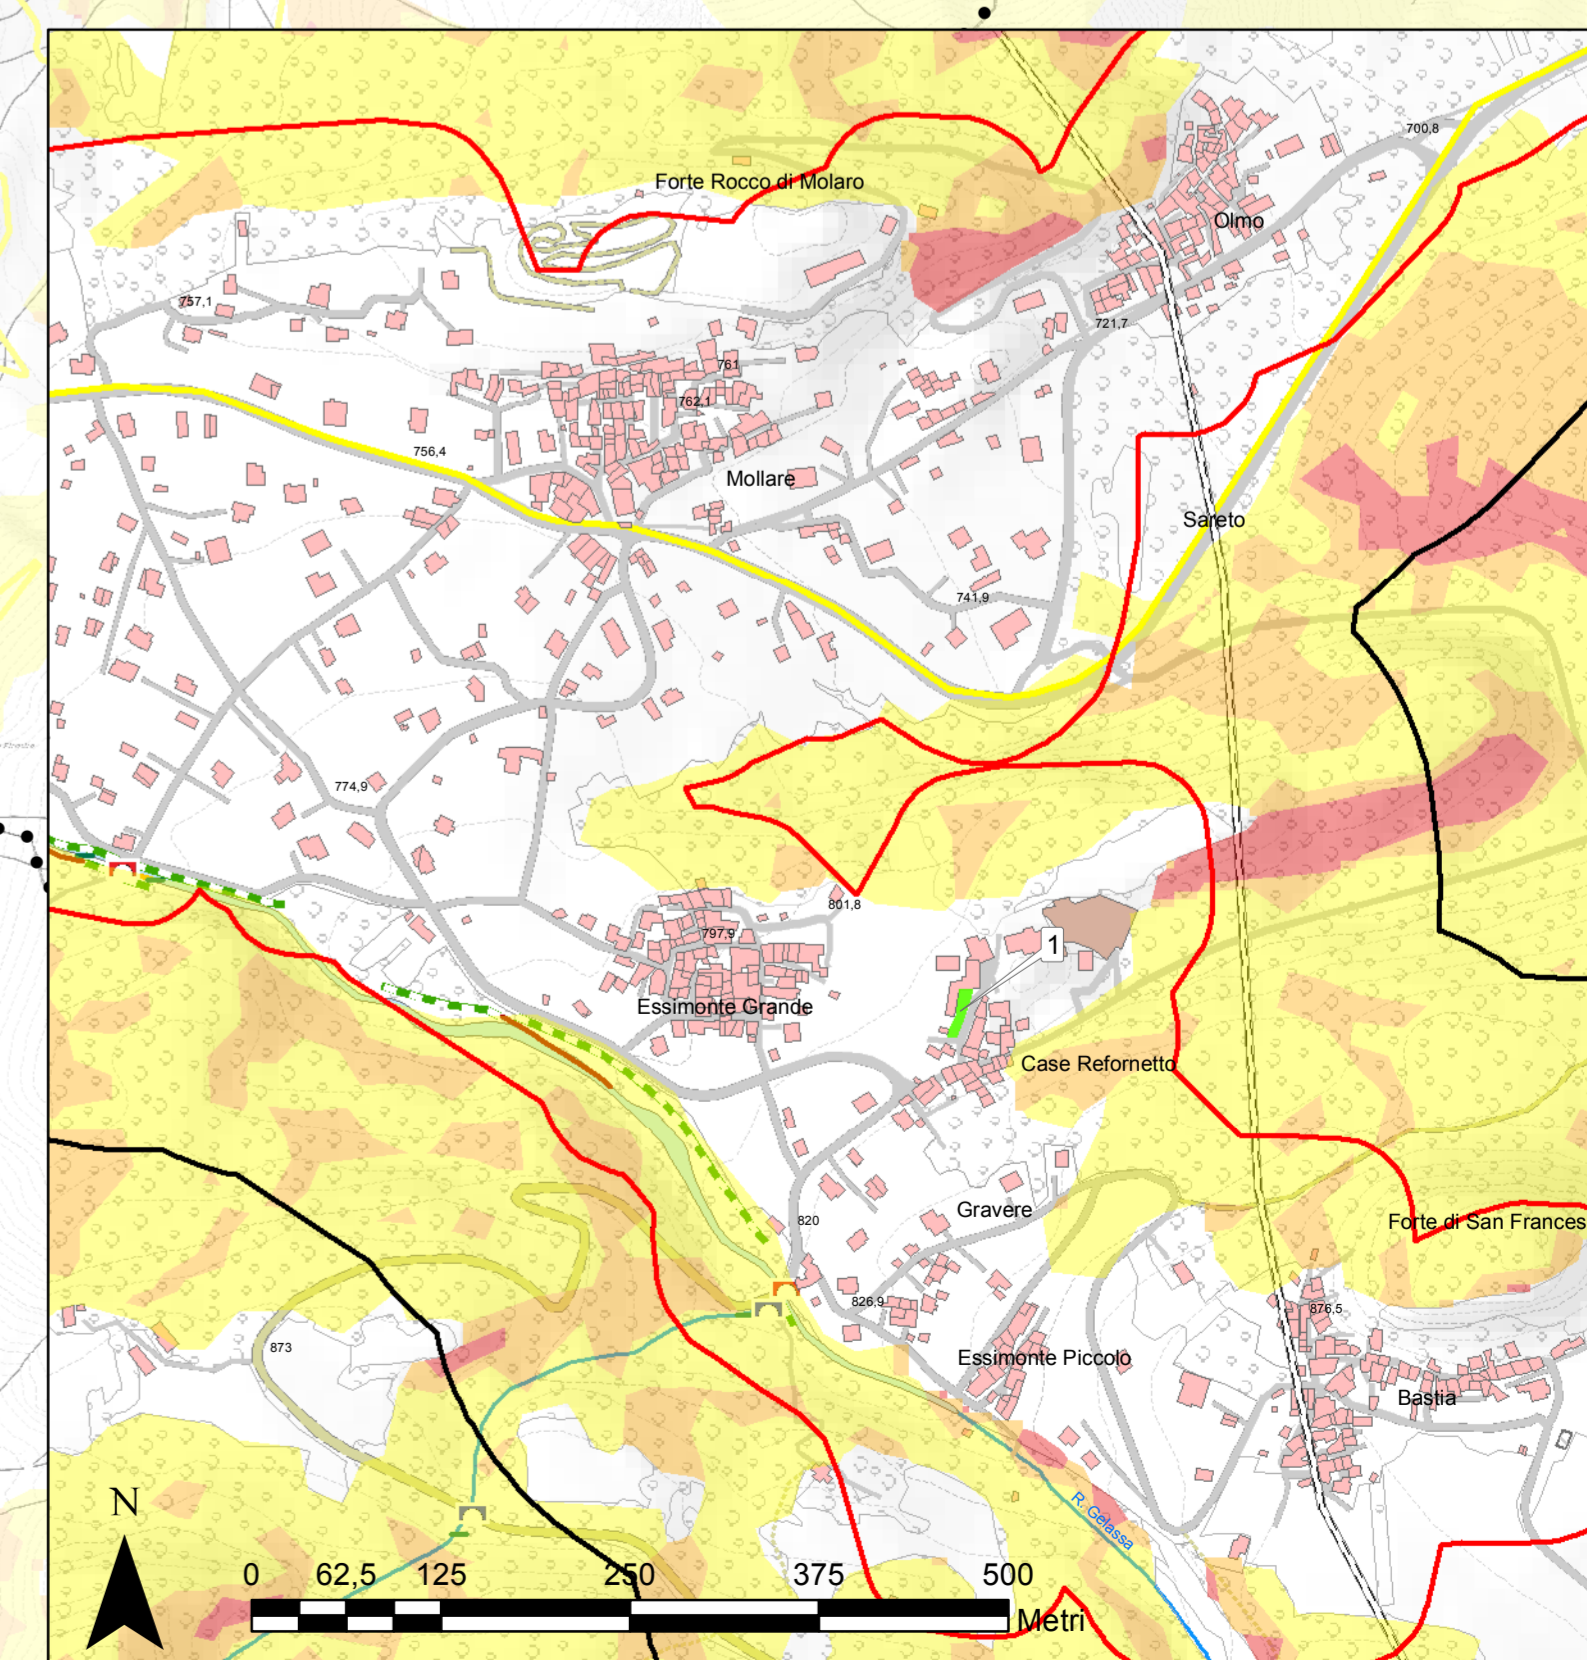 700,8
Forte Rocco di Molaro
Olmo
757,1
721,7
761
762,1
756,4
Mollare
Sareto
741,9
774,9
801,8
797,9
1
Essimonte Grande
Case Refornetto
Gravere
820
Forte di San Frances
826,9
876,5
873
Essimonte Piccolo
Bastia
N
R. Gelassa
0 62,5 125 250 375 500
Metri